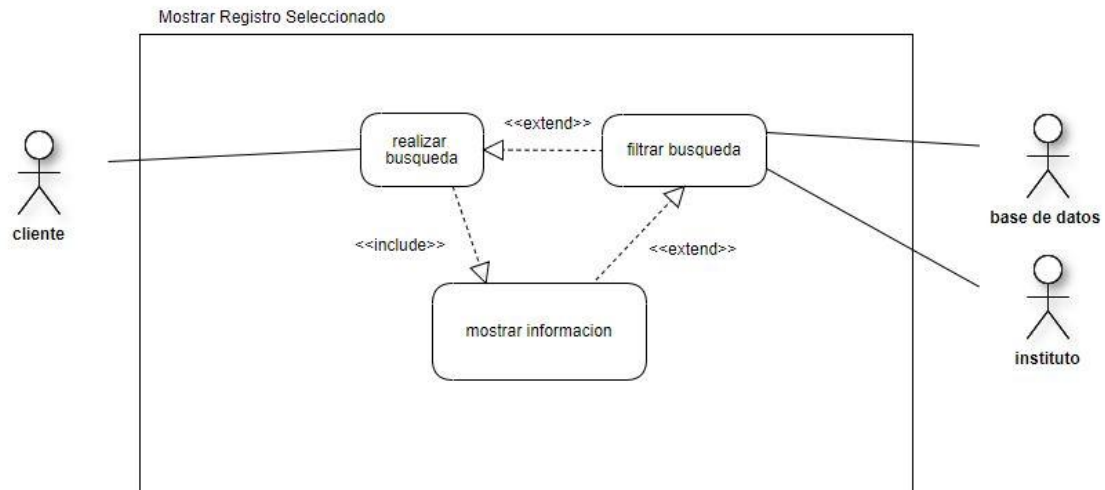 Mostrar Registro Seleccionado
realizar
busqueda
<<extend>>
filtrar busqueda
cliente
base de datos
<<include>>
<<extend>>
mostrar informacion
instituto